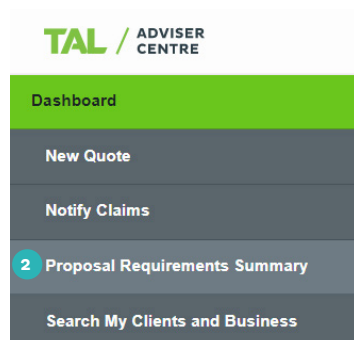 TAL / ADVISER
CENTRE
Dashboard
New Quote
Notify Claims
2 Proposal Requirements Summary
Search My Clients and Business